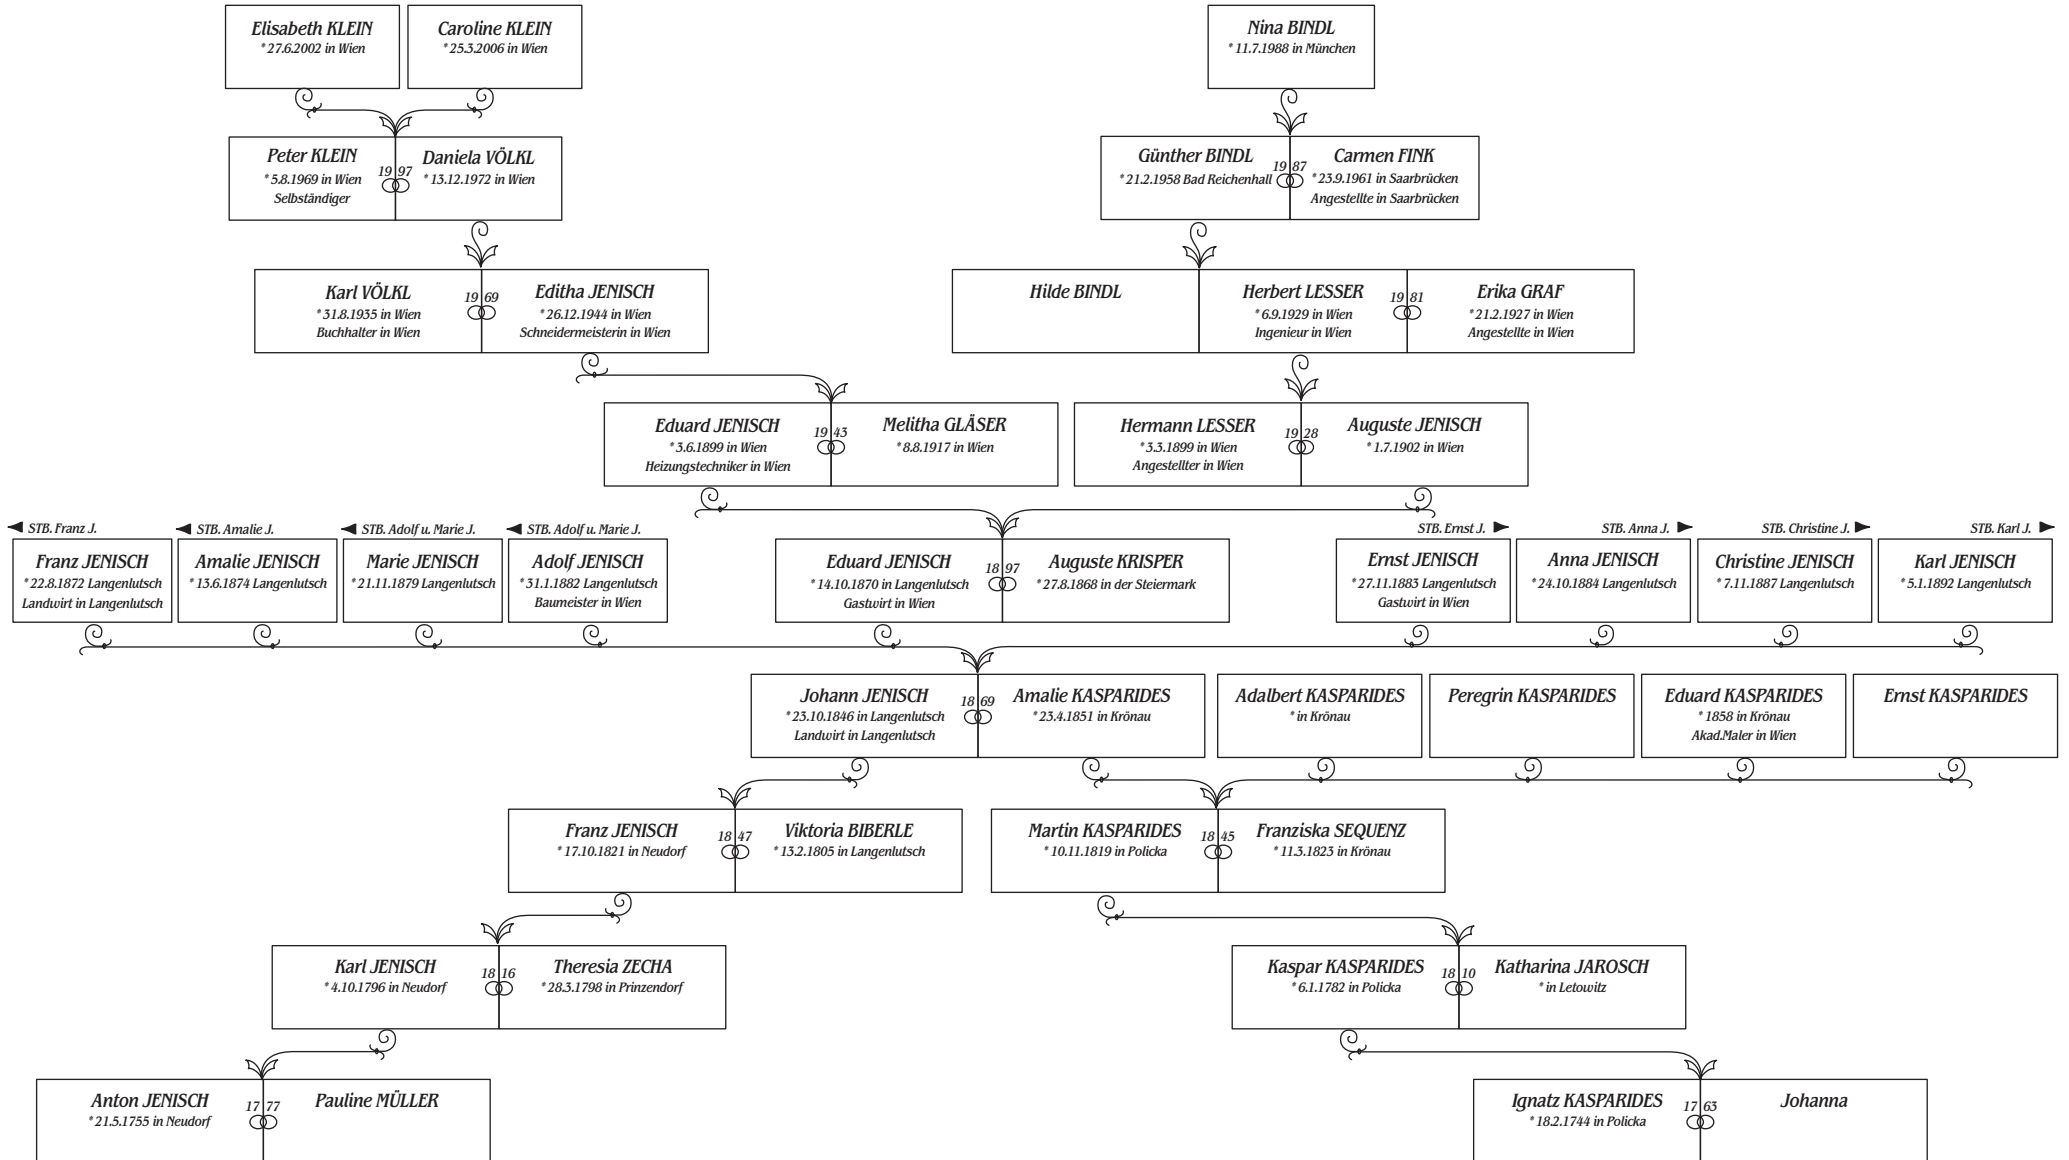 Elisabeth KLEIN
* 27.6.2002 in Wien
Caroline KLEIN
* 25.3.2006 in Wien
Nina BINDL
* 11.7.1988 in München
Peter KLEIN
* 5.8.1969 in Wien
Selbständiger
19 97
Daniela VÖLKL
* 13.12.1972 in Wien
Günther BINDL
* 21.2.1958 Bad Reichenhall
19 87
Carmen FINK
* 23.9.1961 in Saarbrücken
Angestellte in Saarbrücken
Karl VÖLKL
* 31.8.1935 in Wien
Buchhalter in Wien
19 69
Editha JENISCH
* 26.12.1944 in Wien
Schneidermeisterin in Wien
Hilde BINDL
Herbert LESSER
* 6.9.1929 in Wien
Ingenieur in Wien
19 81
Erika GRAF
* 21.2.1927 in Wien
Angestellte in Wien
Eduard JENISCH
* 3.6.1899 in Wien
Heizungstechniker in Wien
19 43
Melitha GLÄSER
* 8.8.1917 in Wien
Hermann LESSER
* 3.3.1899 in Wien
Angestellter in Wien
19 28
Auguste JENISCH
* 1.7.1902 in Wien
STB. Franz J.
Franz JENISCH
* 22.8.1872 Langenlutsch
Landwirt in Langenlutsch
STB. Amalie J.
Amalie JENISCH
* 13.6.1874 Langenlutsch
STB. Adolf u. Marie J.
Marie JENISCH
* 21.11.1879 Langenlutsch
STB. Adolf u. Marie J.
Adolf JENISCH
* 31.1.1882 Langenlutsch
Baumeister in Wien
Eduard JENISCH
* 14.10.1870 in Langenlutsch
Gastwirt in Wien
18 97
Auguste KRISPER
* 27.8.1868 in der Steiermark
STB. Ernst J.
Ernst JENISCH
* 27.11.1883 Langenlutsch
Gastwirt in Wien
STB. Anna J.
Anna JENISCH
* 24.10.1884 Langenlutsch
STB. Christine J.
Christine JENISCH
* 7.11.1887 Langenlutsch
STB. Karl J.
Karl JENISCH
* 5.1.1892 Langenlutsch
Johann JENISCH
* 23.10.1846 in Langenlutsch
Landwirt in Langenlutsch
18 69
Amalie KASPARIDES
* 23.4.1851 in Krönau
Adalbert KASPARIDES
* in Krönau
Peregrin KASPARIDES
Eduard KASPARIDES
* 1858 in Krönau
Akad.Maler in Wien
Ernst KASPARIDES
Franz JENISCH
* 17.10.1821 in Neudorf
18 47
Viktoria BIBERLE
* 13.2.1805 in Langenlutsch
Martin KASPARIDES
* 10.11.1819 in Policka
18 45
Franziska SEQUENZ
* 11.3.1823 in Krönau
Karl JENISCH
* 4.10.1796 in Neudorf
18 16
Theresia ZECHA
* 28.3.1798 in Prinzendorf
Kaspar KASPARIDES
* 6.1.1782 in Policka
18 10
Katharina JAROSCH
* in Letowitz
Anton JENISCH
* 21.5.1755 in Neudorf
17 77
Pauline MÜLLER
Ignatz KASPARIDES
* 18.2.1744 in Policka
17 63
Johanna